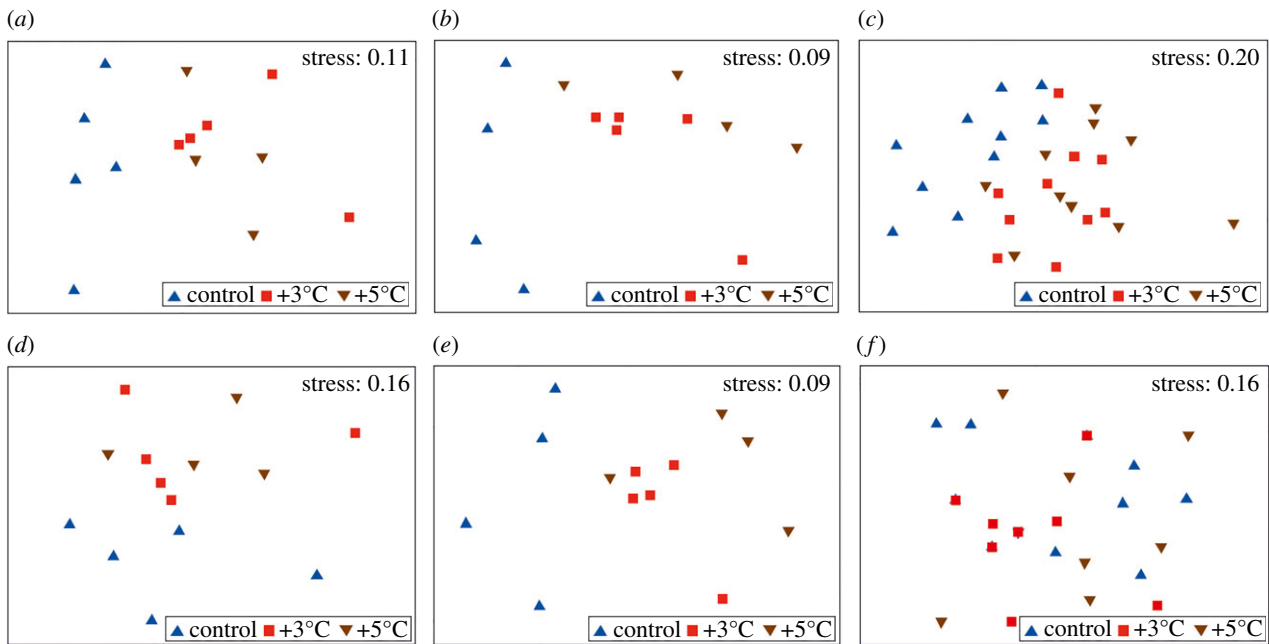 (a)
stress: 0.11
control +3°C +5°C
(b)
stress: 0.09
control +3°C +5°C
(c)
stress: 0.20
control +3°C +5°C
(d)
stress: 0.16
control +3°C +5°C
(e)
stress: 0.09
control +3°C +5°C
(f)
stress: 0.16
control +3°C +5°C